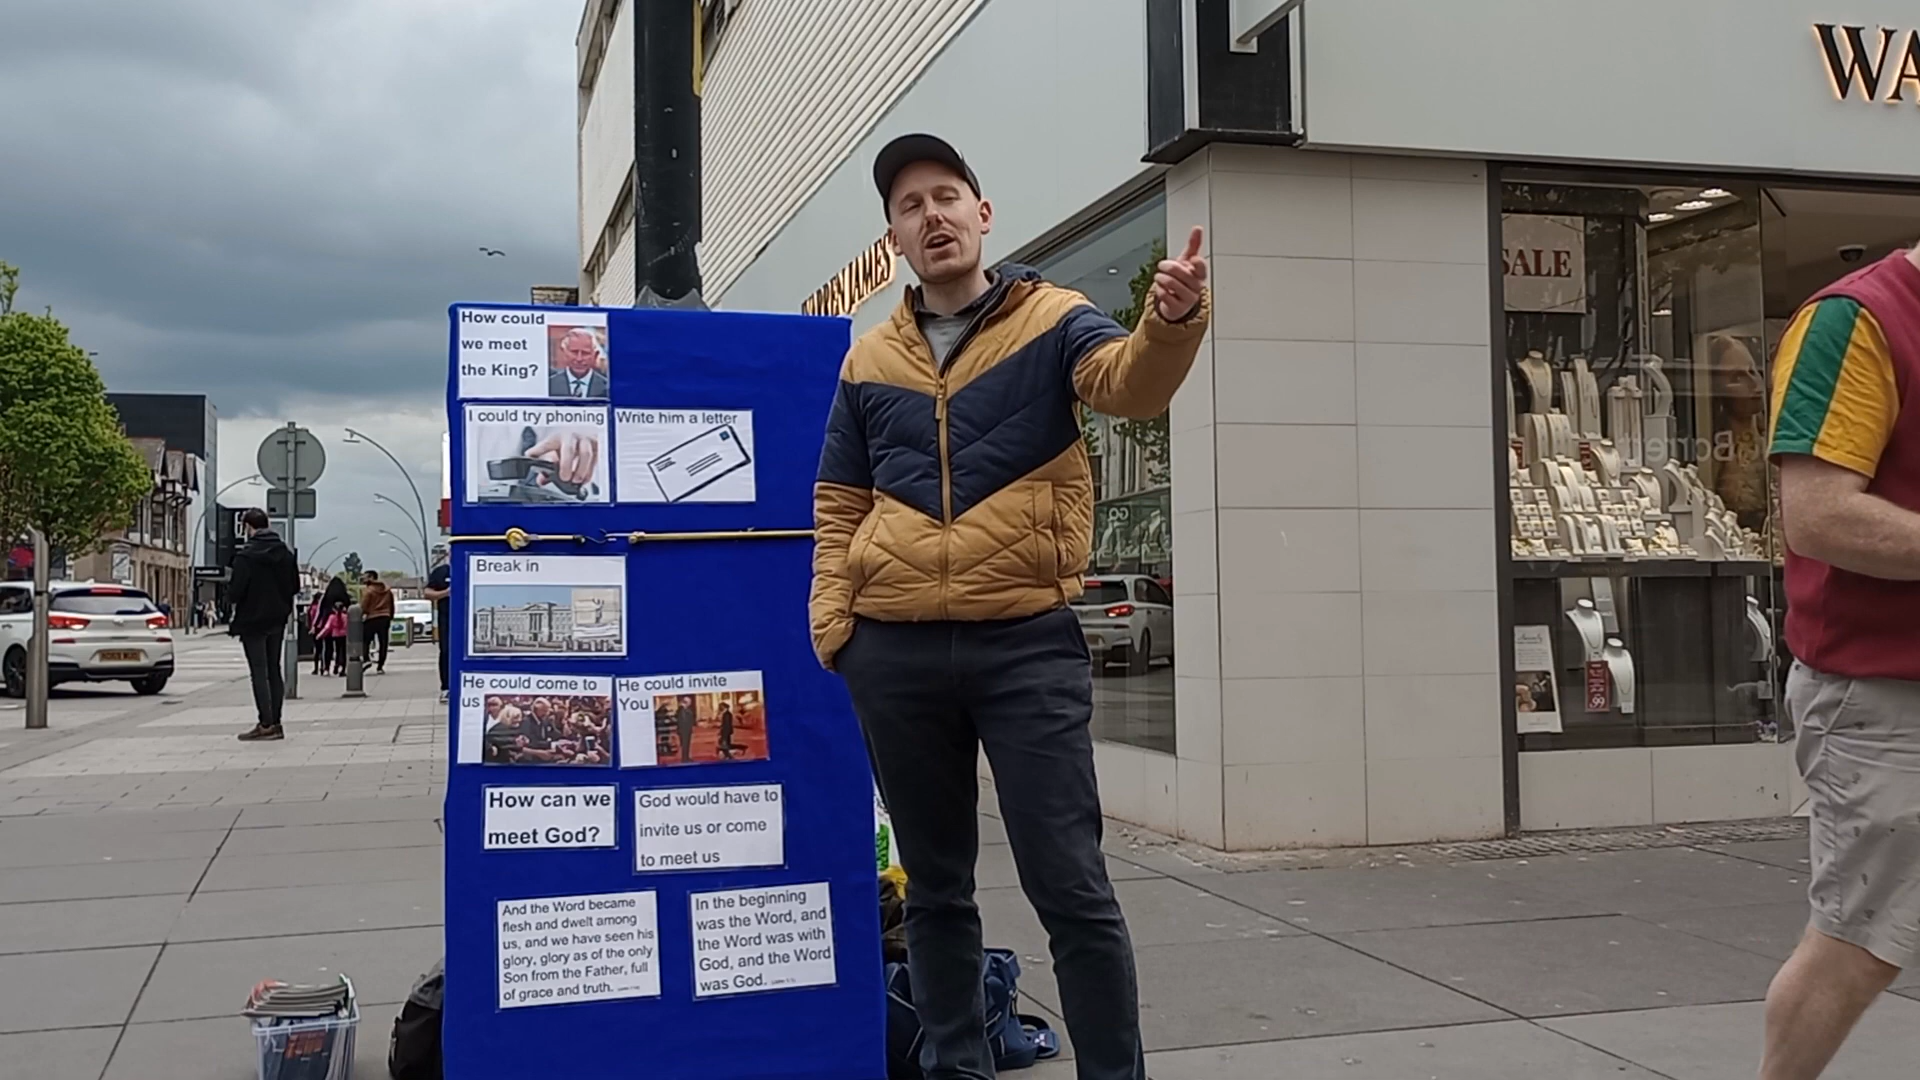 WA
WARREN JAMES
SALE
How could
we meet
the King?
I could try phoning
Write him a letter
Break in
He could come to
us
He could invite
You
How can we
meet God?
God would have to
invite us or come
to meet us
And the Word became
flesh and dwelt among
us, and we have seen his
glory, glory as of the only
Son from the Father, full
of grace and truth.
In the beginning
was the Word, and
the Word was with
God, and the Word
was God.